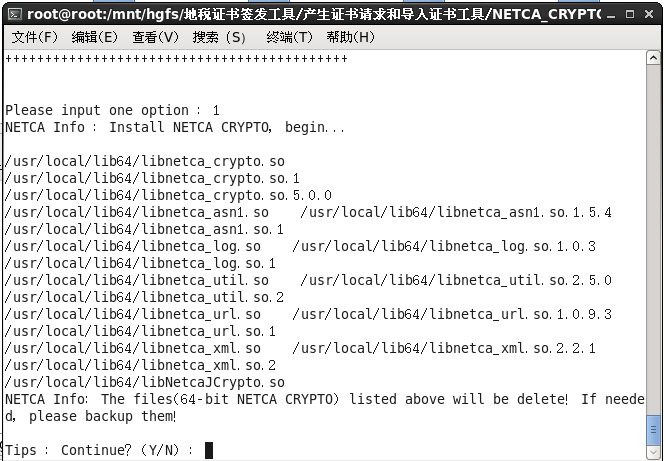 root@root:/mnt/hgfs/地税证书签发工具/产生证书请求和导入证书工具/NETCA_CRYPTO
文件(F) 编辑(E) 查看(V) 搜索 (S) 终端(T) 帮助(H)
+++++++++++++++++++++++++++++++++++++++++++
Please input one option : 1
NETCA Info : Install NETCA CRYPTO, begin...
/usr/local/lib64/libnetca_crypto.so
/usr/local/lib64/libnetca_crypto.so.1
/usr/local/lib64/libnetca_crypto.so.5.0.0
/usr/local/lib64/libnetca_asn1.so    /usr/local/lib64/libnetca_asn1.so.1.5.4
/usr/local/lib64/libnetca_asn1.so.1
/usr/local/lib64/libnetca_log.so    /usr/local/lib64/libnetca_log.so.1.0.3
/usr/local/lib64/libnetca_log.so.1
/usr/local/lib64/libnetca_util.so    /usr/local/lib64/libnetca_util.so.2.5.0
/usr/local/lib64/libnetca_util.so.2
/usr/local/lib64/libnetca_url.so    /usr/local/lib64/libnetca_url.so.1.0.9.3
/usr/local/lib64/libnetca_url.so.1
/usr/local/lib64/libnetca_xml.so    /usr/local/lib64/libnetca_xml.so.2.2.1
/usr/local/lib64/libnetca_xml.so.2
/usr/local/lib64/libNetcaJCrypto.so
NETCA Info: The files(64-bit NETCA CRYPTO) listed above will be delete! If neede
d, please backup them!
Tips : Continue? (Y/N) :